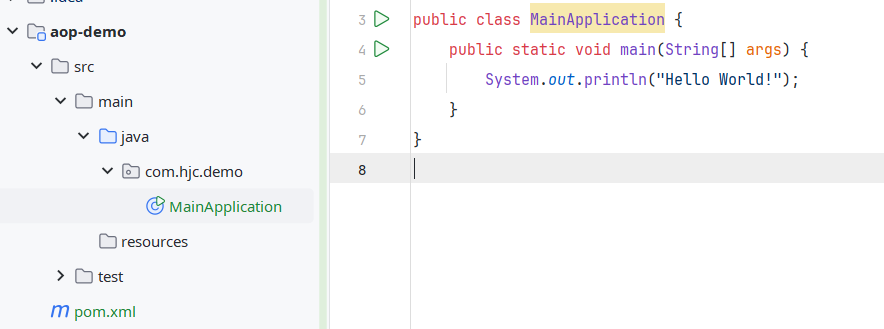 aop-demo
src
main
java
com.hjc.demo
MainApplication
resources
test
pom.xml
3 public class MainApplication {
4 public static void main(String[] args) {
5 System.out.println("Hello World!");
6 }
7 }
8